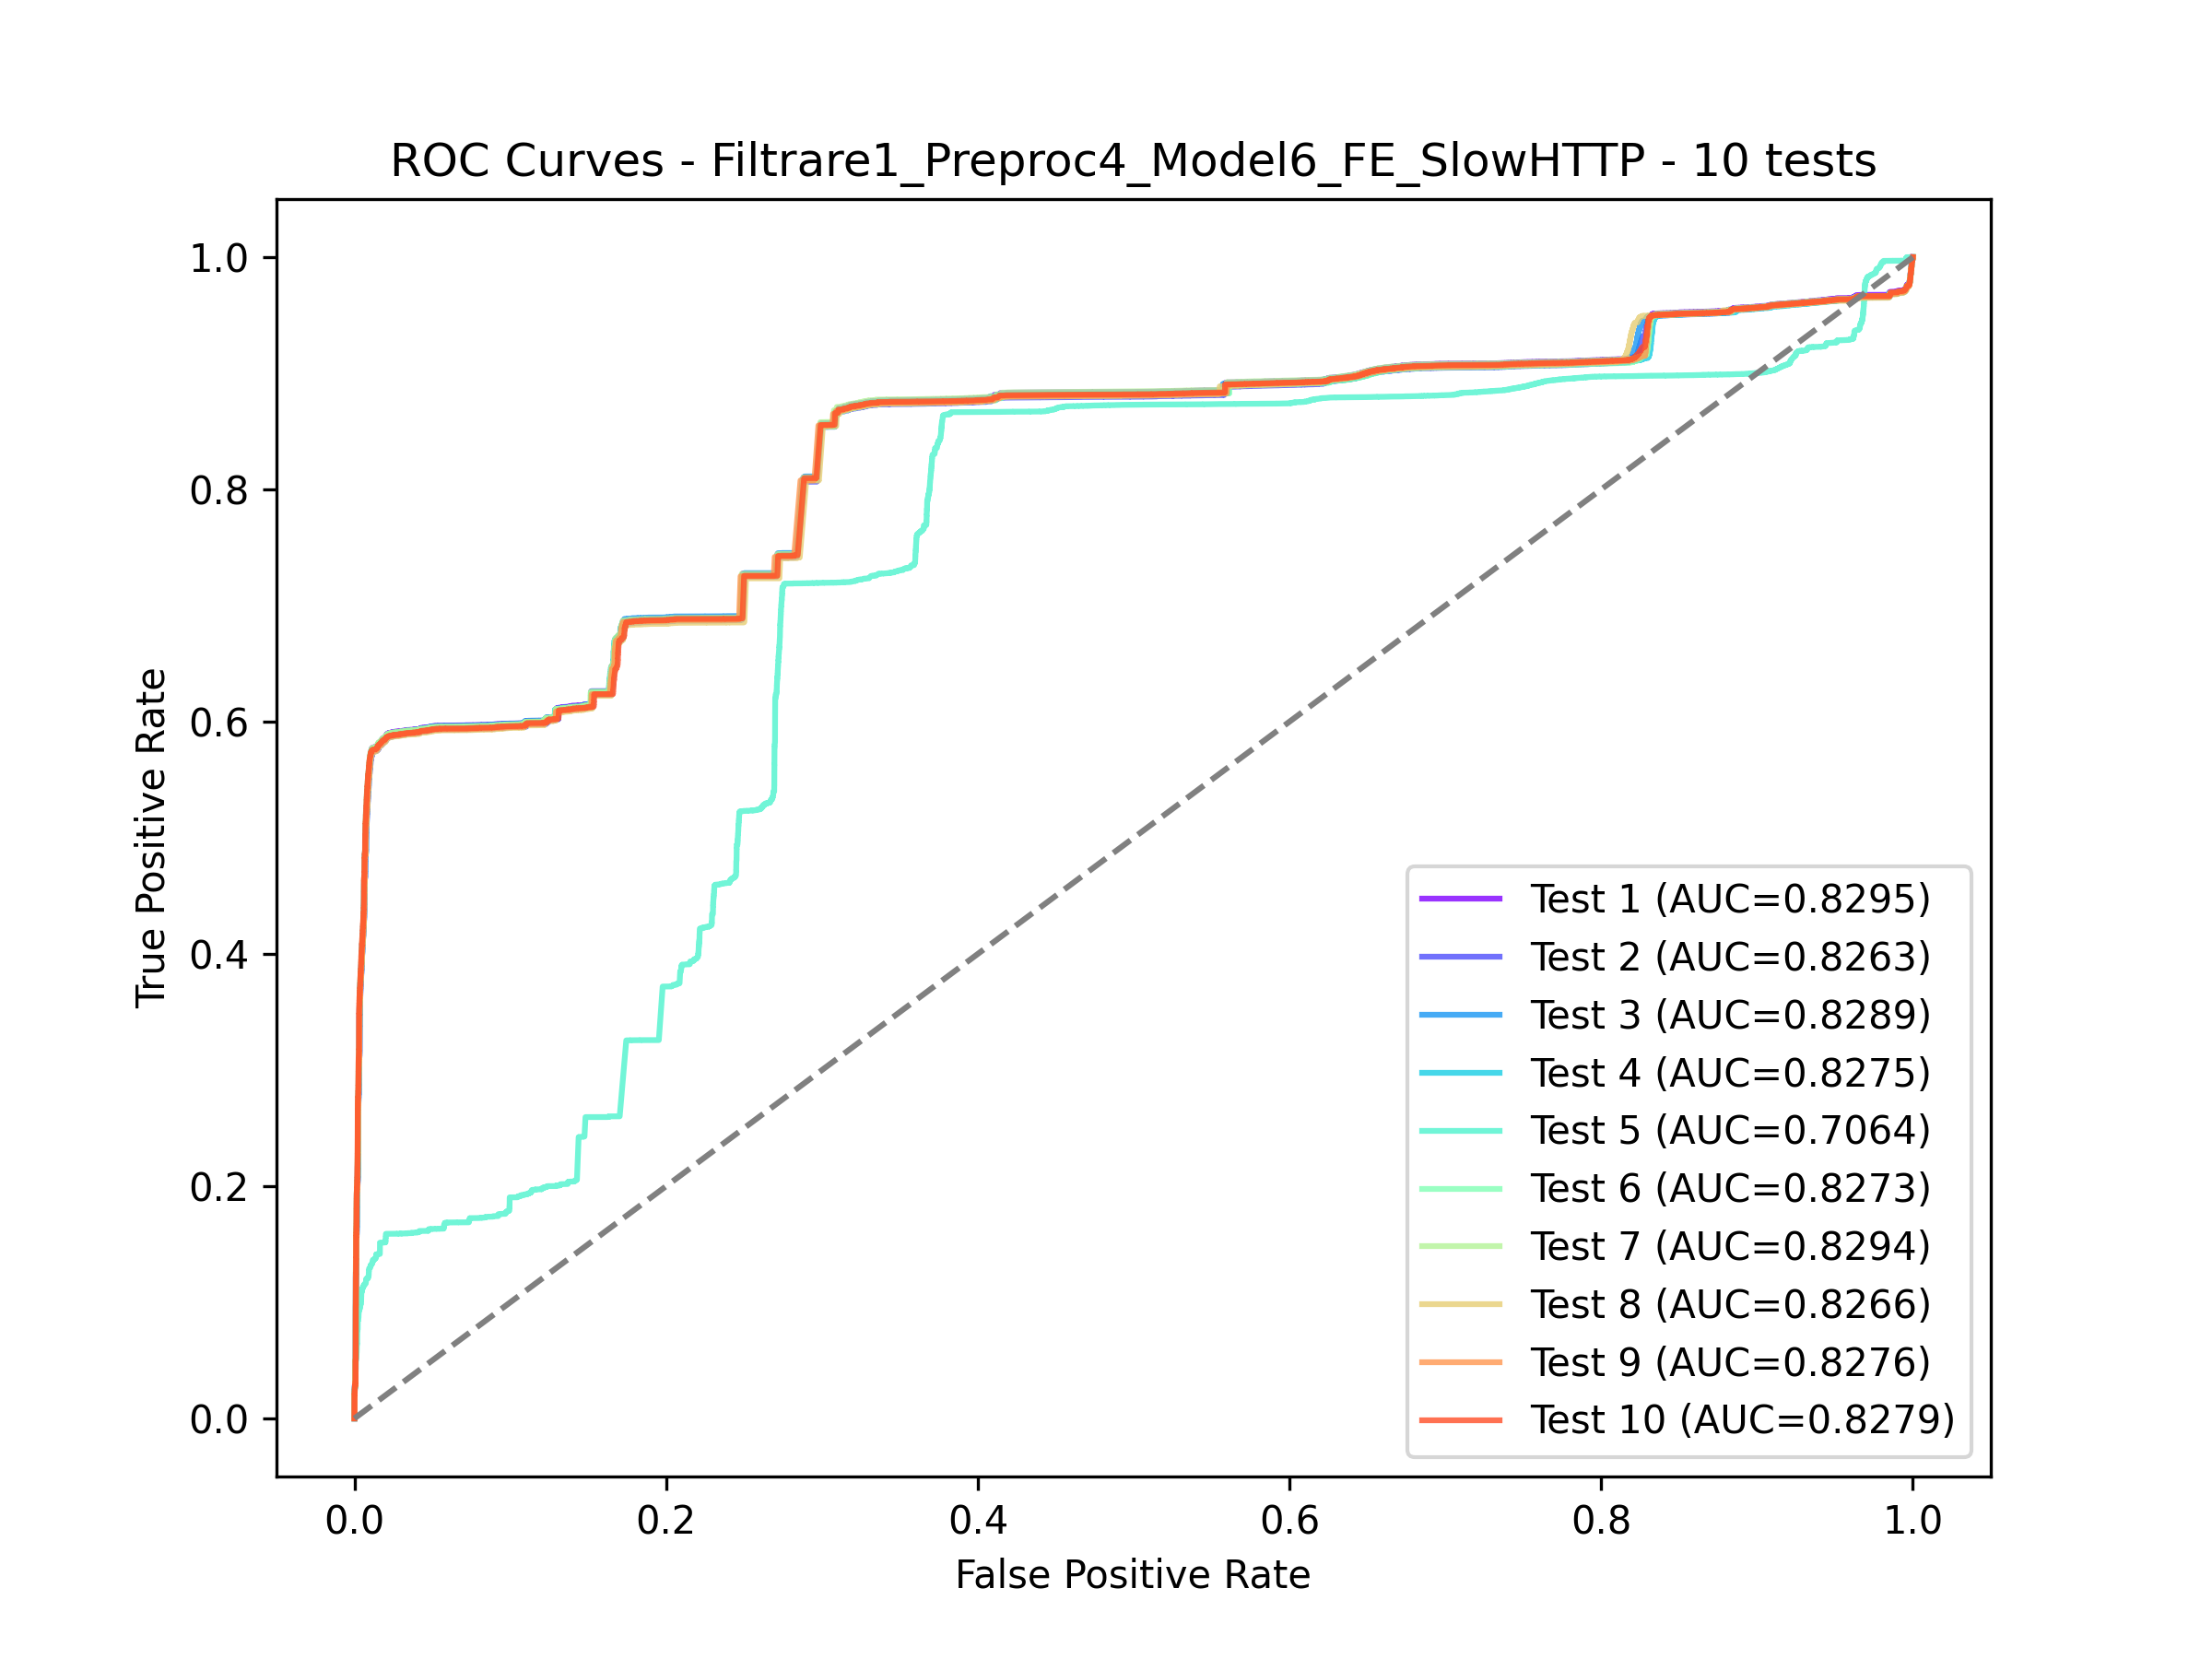 ROC Curves - Filtrare1_Preproc4_Model6_FE_SlowHTTP - 10 tests
True Positive Rate
1.0
0.8
0.6
0.4
0.2
0.0
Test 1 (AUC=0.8295)
Test 2 (AUC=0.8263)
Test 3 (AUC=0.8289)
Test 4 (AUC=0.8275)
Test 5 (AUC=0.7064)
Test 6 (AUC=0.8273)
Test 7 (AUC=0.8294)
Test 8 (AUC=0.8266)
Test 9 (AUC=0.8276)
Test 10 (AUC=0.8279)
0.0 0.2 0.4 0.6 0.8 1.0
False Positive Rate